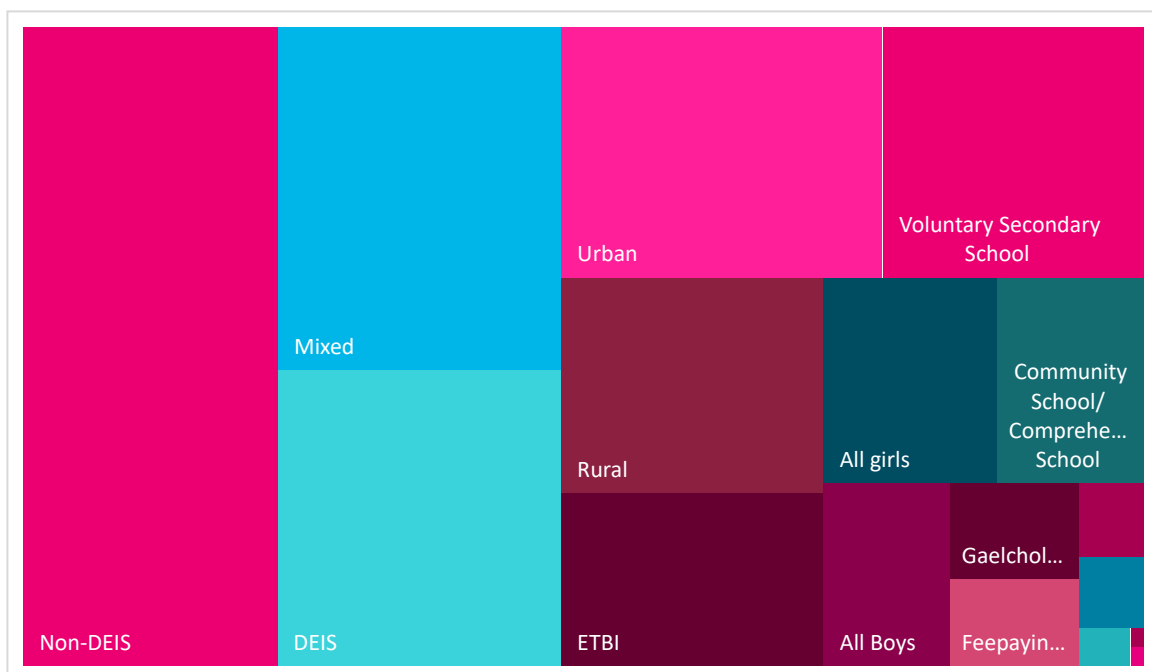 Non-DEIS
Mixed
DEIS
Urban
Voluntary Secondary
School
Rural
All girls
Community
School/
Comprehe...
School
ETBI
All Boys
Gaelchol...
Feepayin...